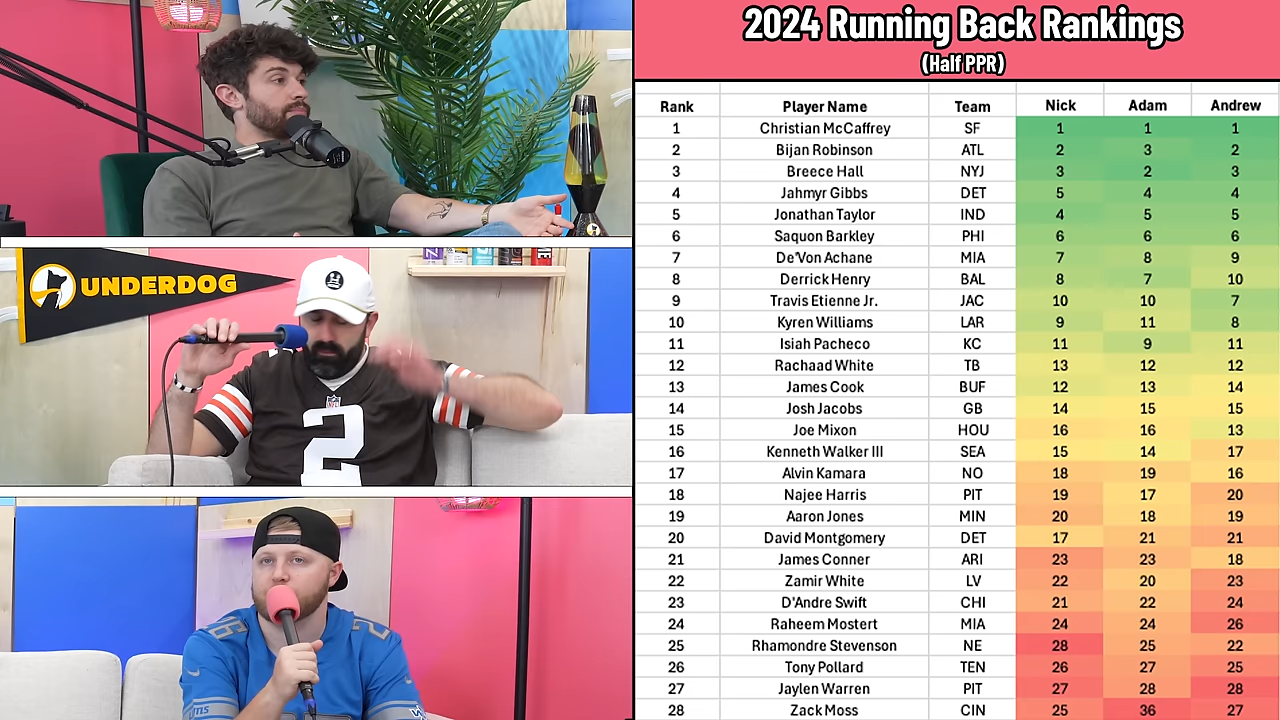 2024 Running Back Rankings
(Half PPR)
Rank Player Name Team Nick Adam Andrew
1 Christian McCaffrey SF 1 1 1
2 Bijan Robinson ATL 2 3 2
3 Breece Hall NYJ 3 2 3
4 Jahmyr Gibbs DET 5 4 4
5 Jonathan Taylor IND 4 5 5
6 Saquon Barkley PHI 6 6 6
7 De'Von Achane MIA 7 8 9
8 Derrick Henry BAL 8 7 10
9 Travis Etienne Jr. JAC 10 10 7
10 Kyren Williams LAR 9 11 8
11 Isiah Pacheco KC 11 9 11
12 Rachaad White TB 13 12 12
13 James Cook BUF 12 13 14
14 Josh Jacobs GB 14 15 15
15 Joe Mixon HOU 16 16 13
16 Kenneth Walker III SEA 15 14 17
17 Alvin Kamara NO 18 19 16
18 Najee Harris PIT 19 17 20
19 Aaron Jones MIN 20 18 19
20 David Montgomery DET 17 21 21
21 James Conner ARI 23 23 18
22 Zamir White LV 22 20 23
23 D'Andre Swift CHI 21 22 24
24 Raheem Mostert MIA 24 24 26
25 Rhamondre Stevenson NE 28 25 22
26 Tony Pollard TEN 26 27 25
27 Jaylen Warren PIT 27 28 28
28 Zack Moss CIN 25 36 27
UNDERDOG
NFL
2
26